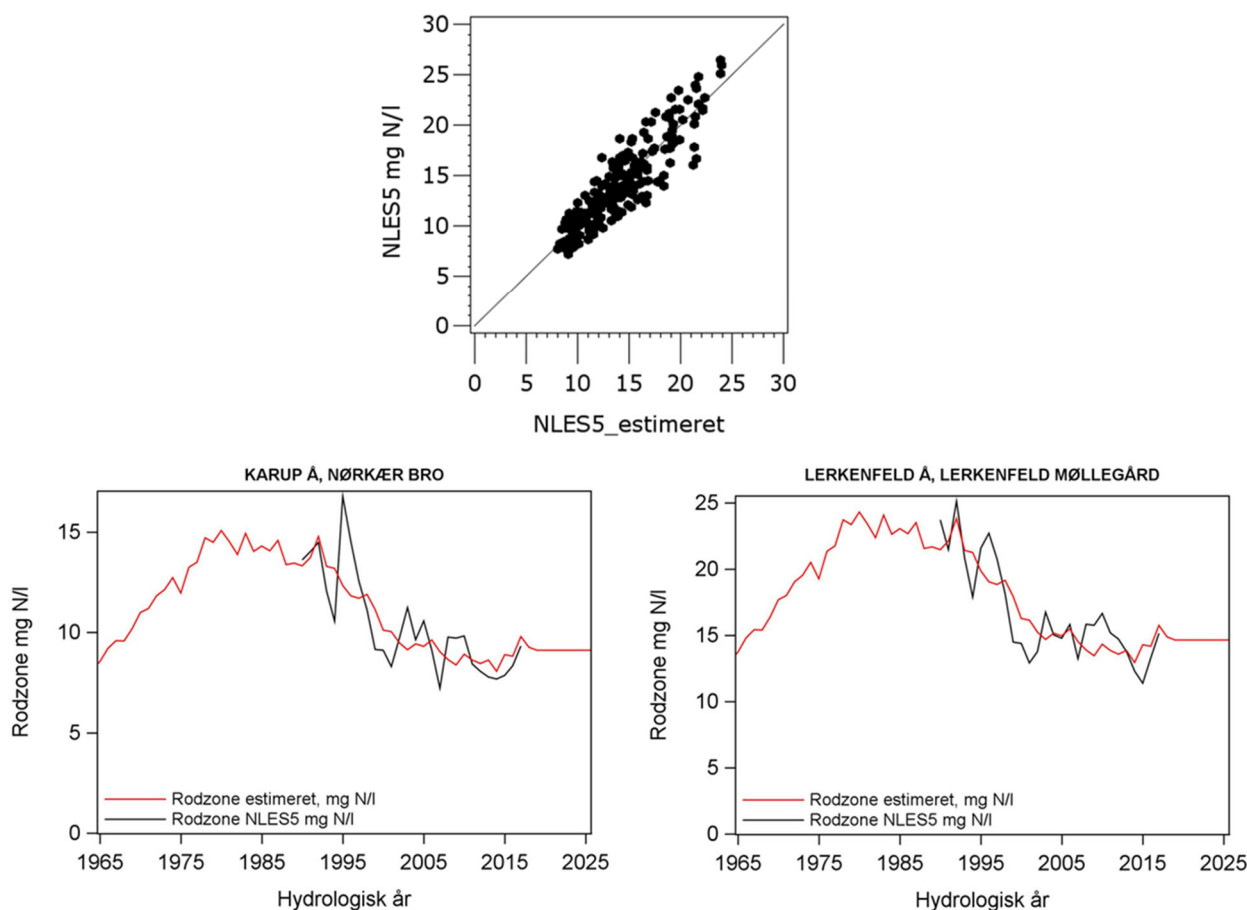 30
25
20
15
10
5
0
NLES5 mg N/l
0 5 10 15 20 25 30
NLES5_estimeret
KARUP Å, NØRKÆR BRO
15
10
5
0
Rodzone mg N/l
Rodzone estimeret, mg N/l
Rodzone NLES5 mg N/l
1965 1975 1985 1995 2005 2015 2025
Hydrologisk år
LERKENFELD Å, LERKENFELD MØLLEGÅRD
25
20
15
10
5
0
Rodzone mg N/l
Rodzone estimeret, mg N/l
Rodzone NLES5 mg N/l
1965 1975 1985 1995 2005 2015 2025
Hydrologisk år